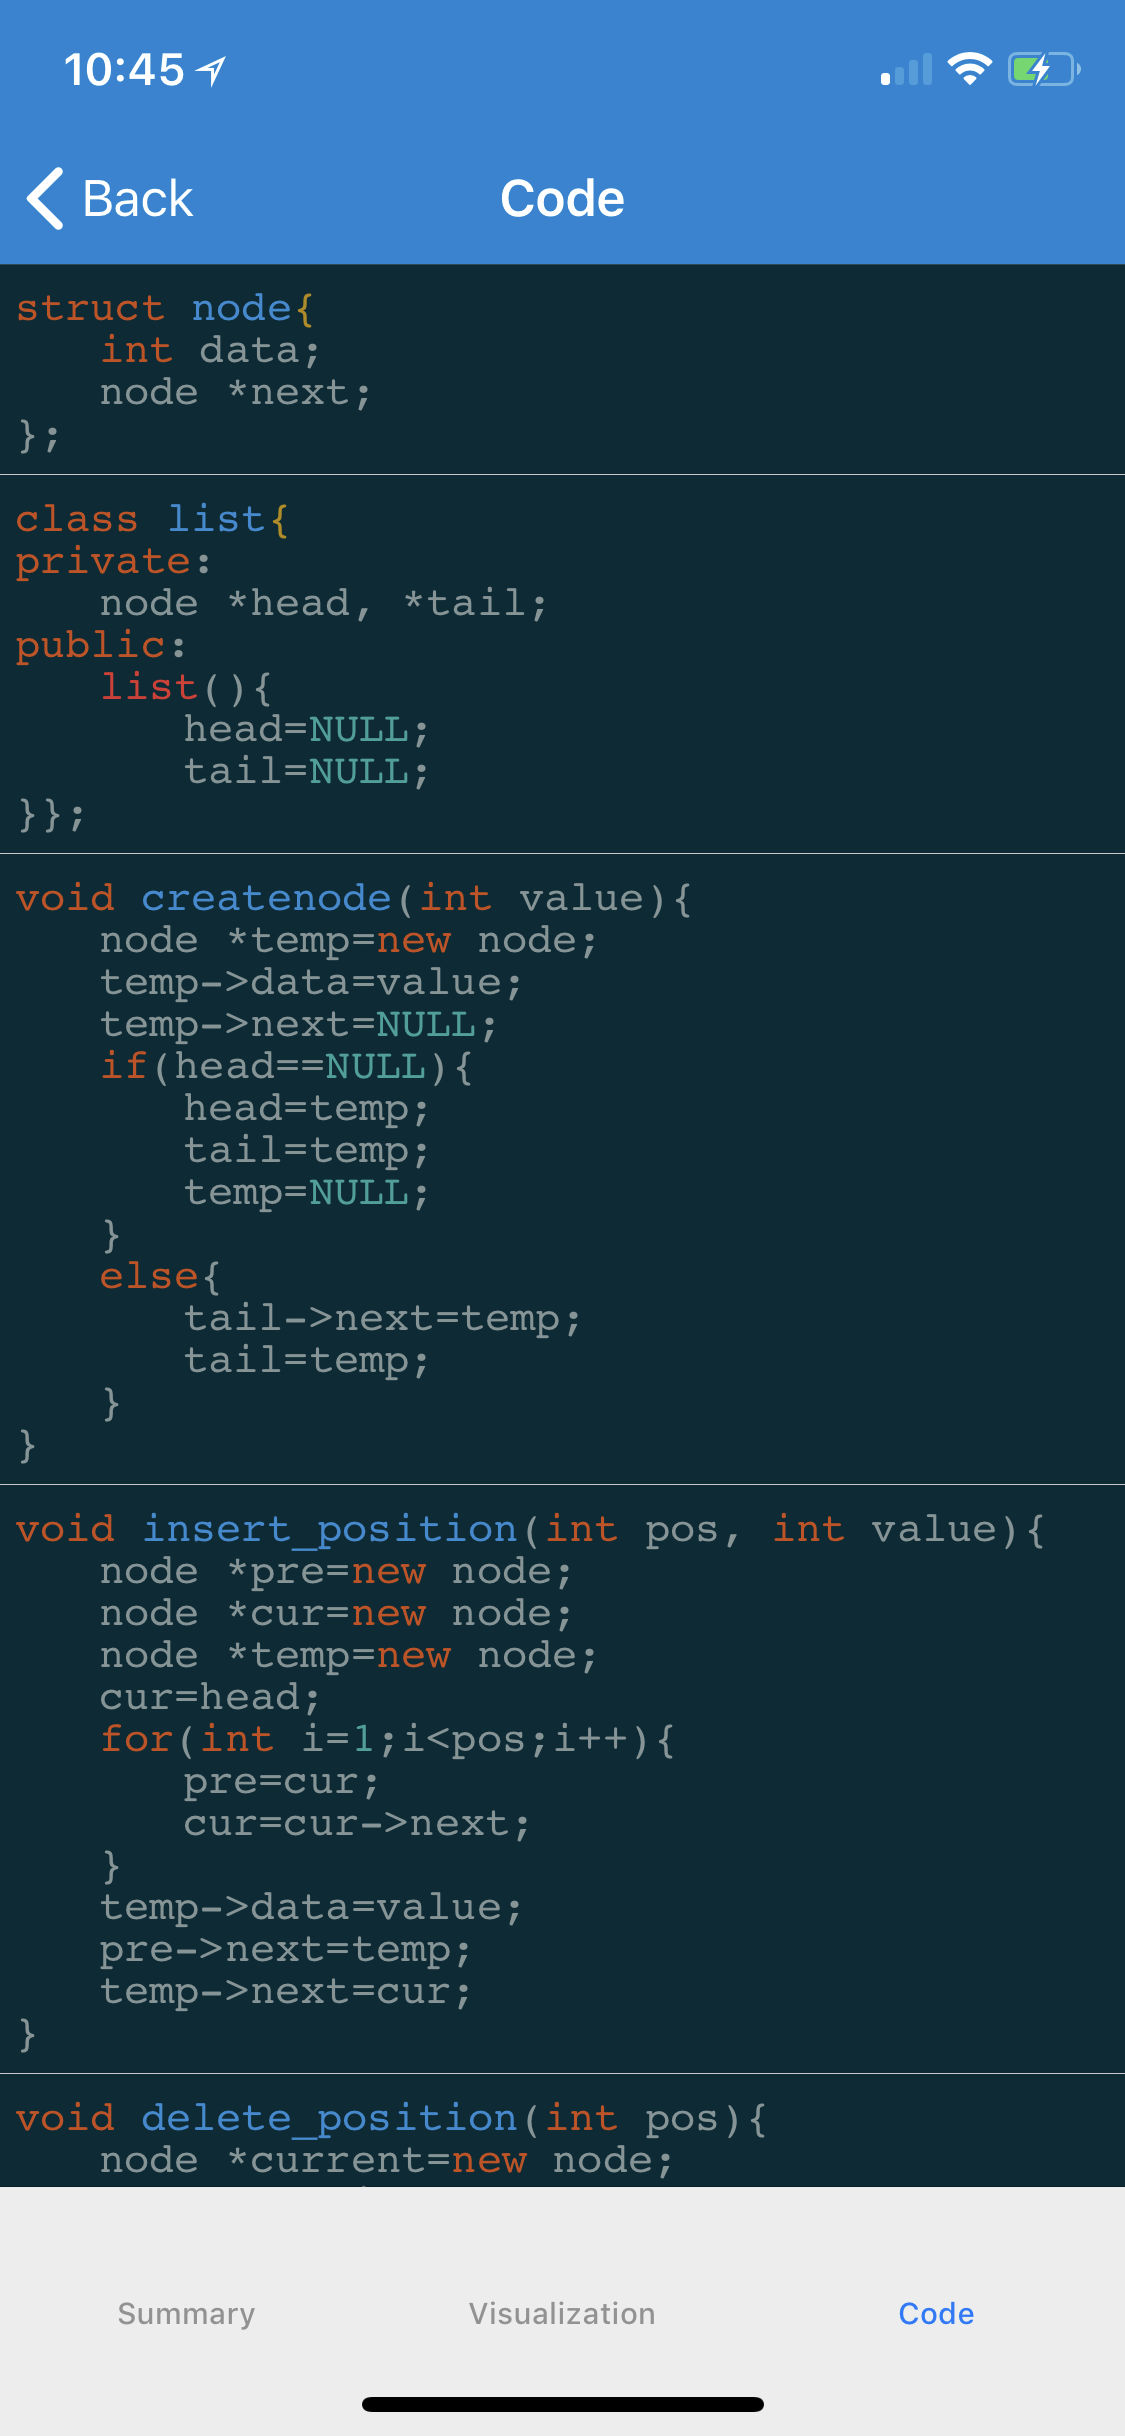 10:45
Back Code
struct node{
    int data;
    node *next;
};
class list{
private:
    node *head, *tail;
public:
    list(){
        head=NULL;
        tail=NULL;
}};
void createnode(int value){
    node *temp=new node;
    temp->data=value;
    temp->next=NULL;
    if(head==NULL){
        head=temp;
        tail=temp;
        temp=NULL;
    }
    else{
        tail->next=temp;
        tail=temp;
    }
}
void insert_position(int pos, int value){
    node *pre=new node;
    node *cur=new node;
    node *temp=new node;
    cur=head;
    for(int i=1;i<pos;i++){
        pre=cur;
        cur=cur->next;
    }
    temp->data=value;
    pre->next=temp;
    temp->next=cur;
}
void delete_position(int pos){
    node *current=new node;
Summary Visualization Code